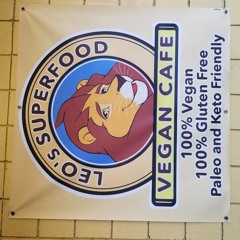 LEO'S SUPERFOOD
VEGAN CAFE
100% Vegan
100% Gluten Free
Paleo and Keto Friendly